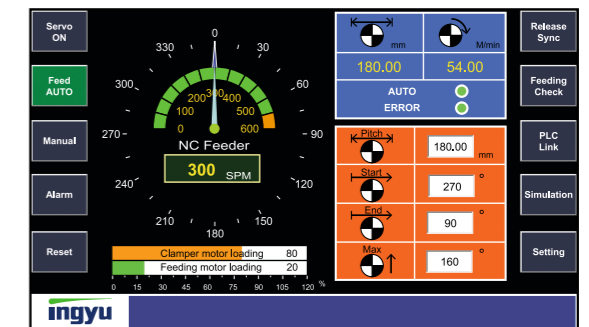 Servo
ON
Feed
AUTO
Manual
Alarm
Reset
0
30
60
90
120
150
180
210
240
270
300
330
0
100
200
300
400
500
600
NC Feeder
300 SPM
Clamper motor loading 80
Feeding motor loading 20
0 15 30 45 60 75 90 105 120 %
mm
M/min
180.00
54.00
AUTO
ERROR
Pitch
180.00 mm
Start
270 °
End
90 °
Max
160 °
Release
Sync
Feeding
Check
PLC
Link
Simulation
Setting
ingyu